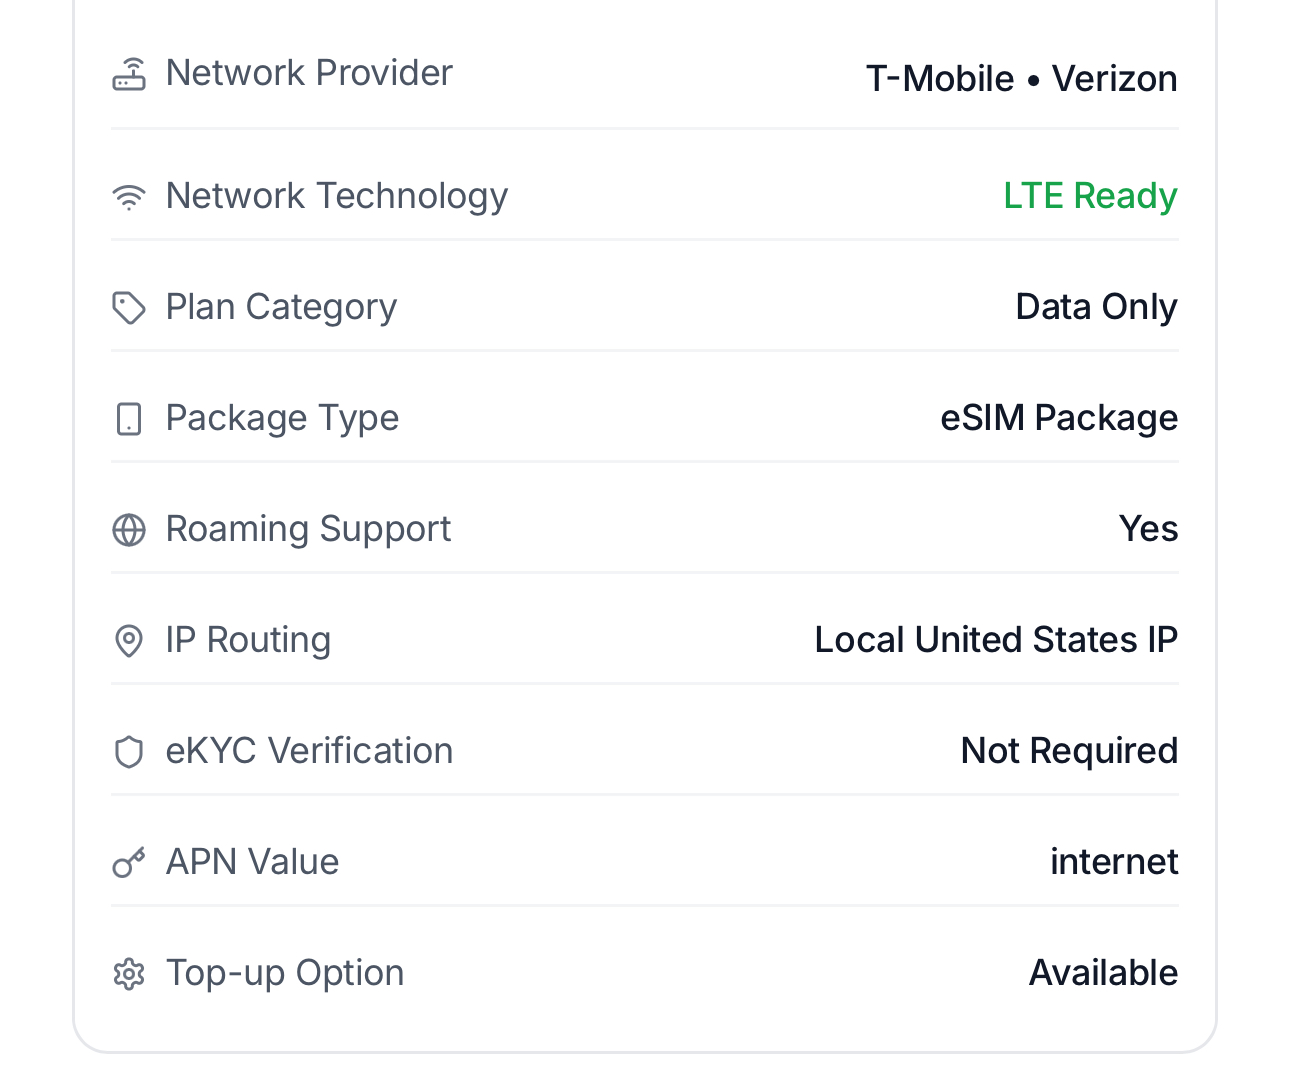 Network Provider T-Mobile • Verizon
Network Technology LTE Ready
Plan Category Data Only
Package Type eSIM Package
Roaming Support Yes
IP Routing Local United States IP
eKYC Verification Not Required
APN Value internet
Top-up Option Available